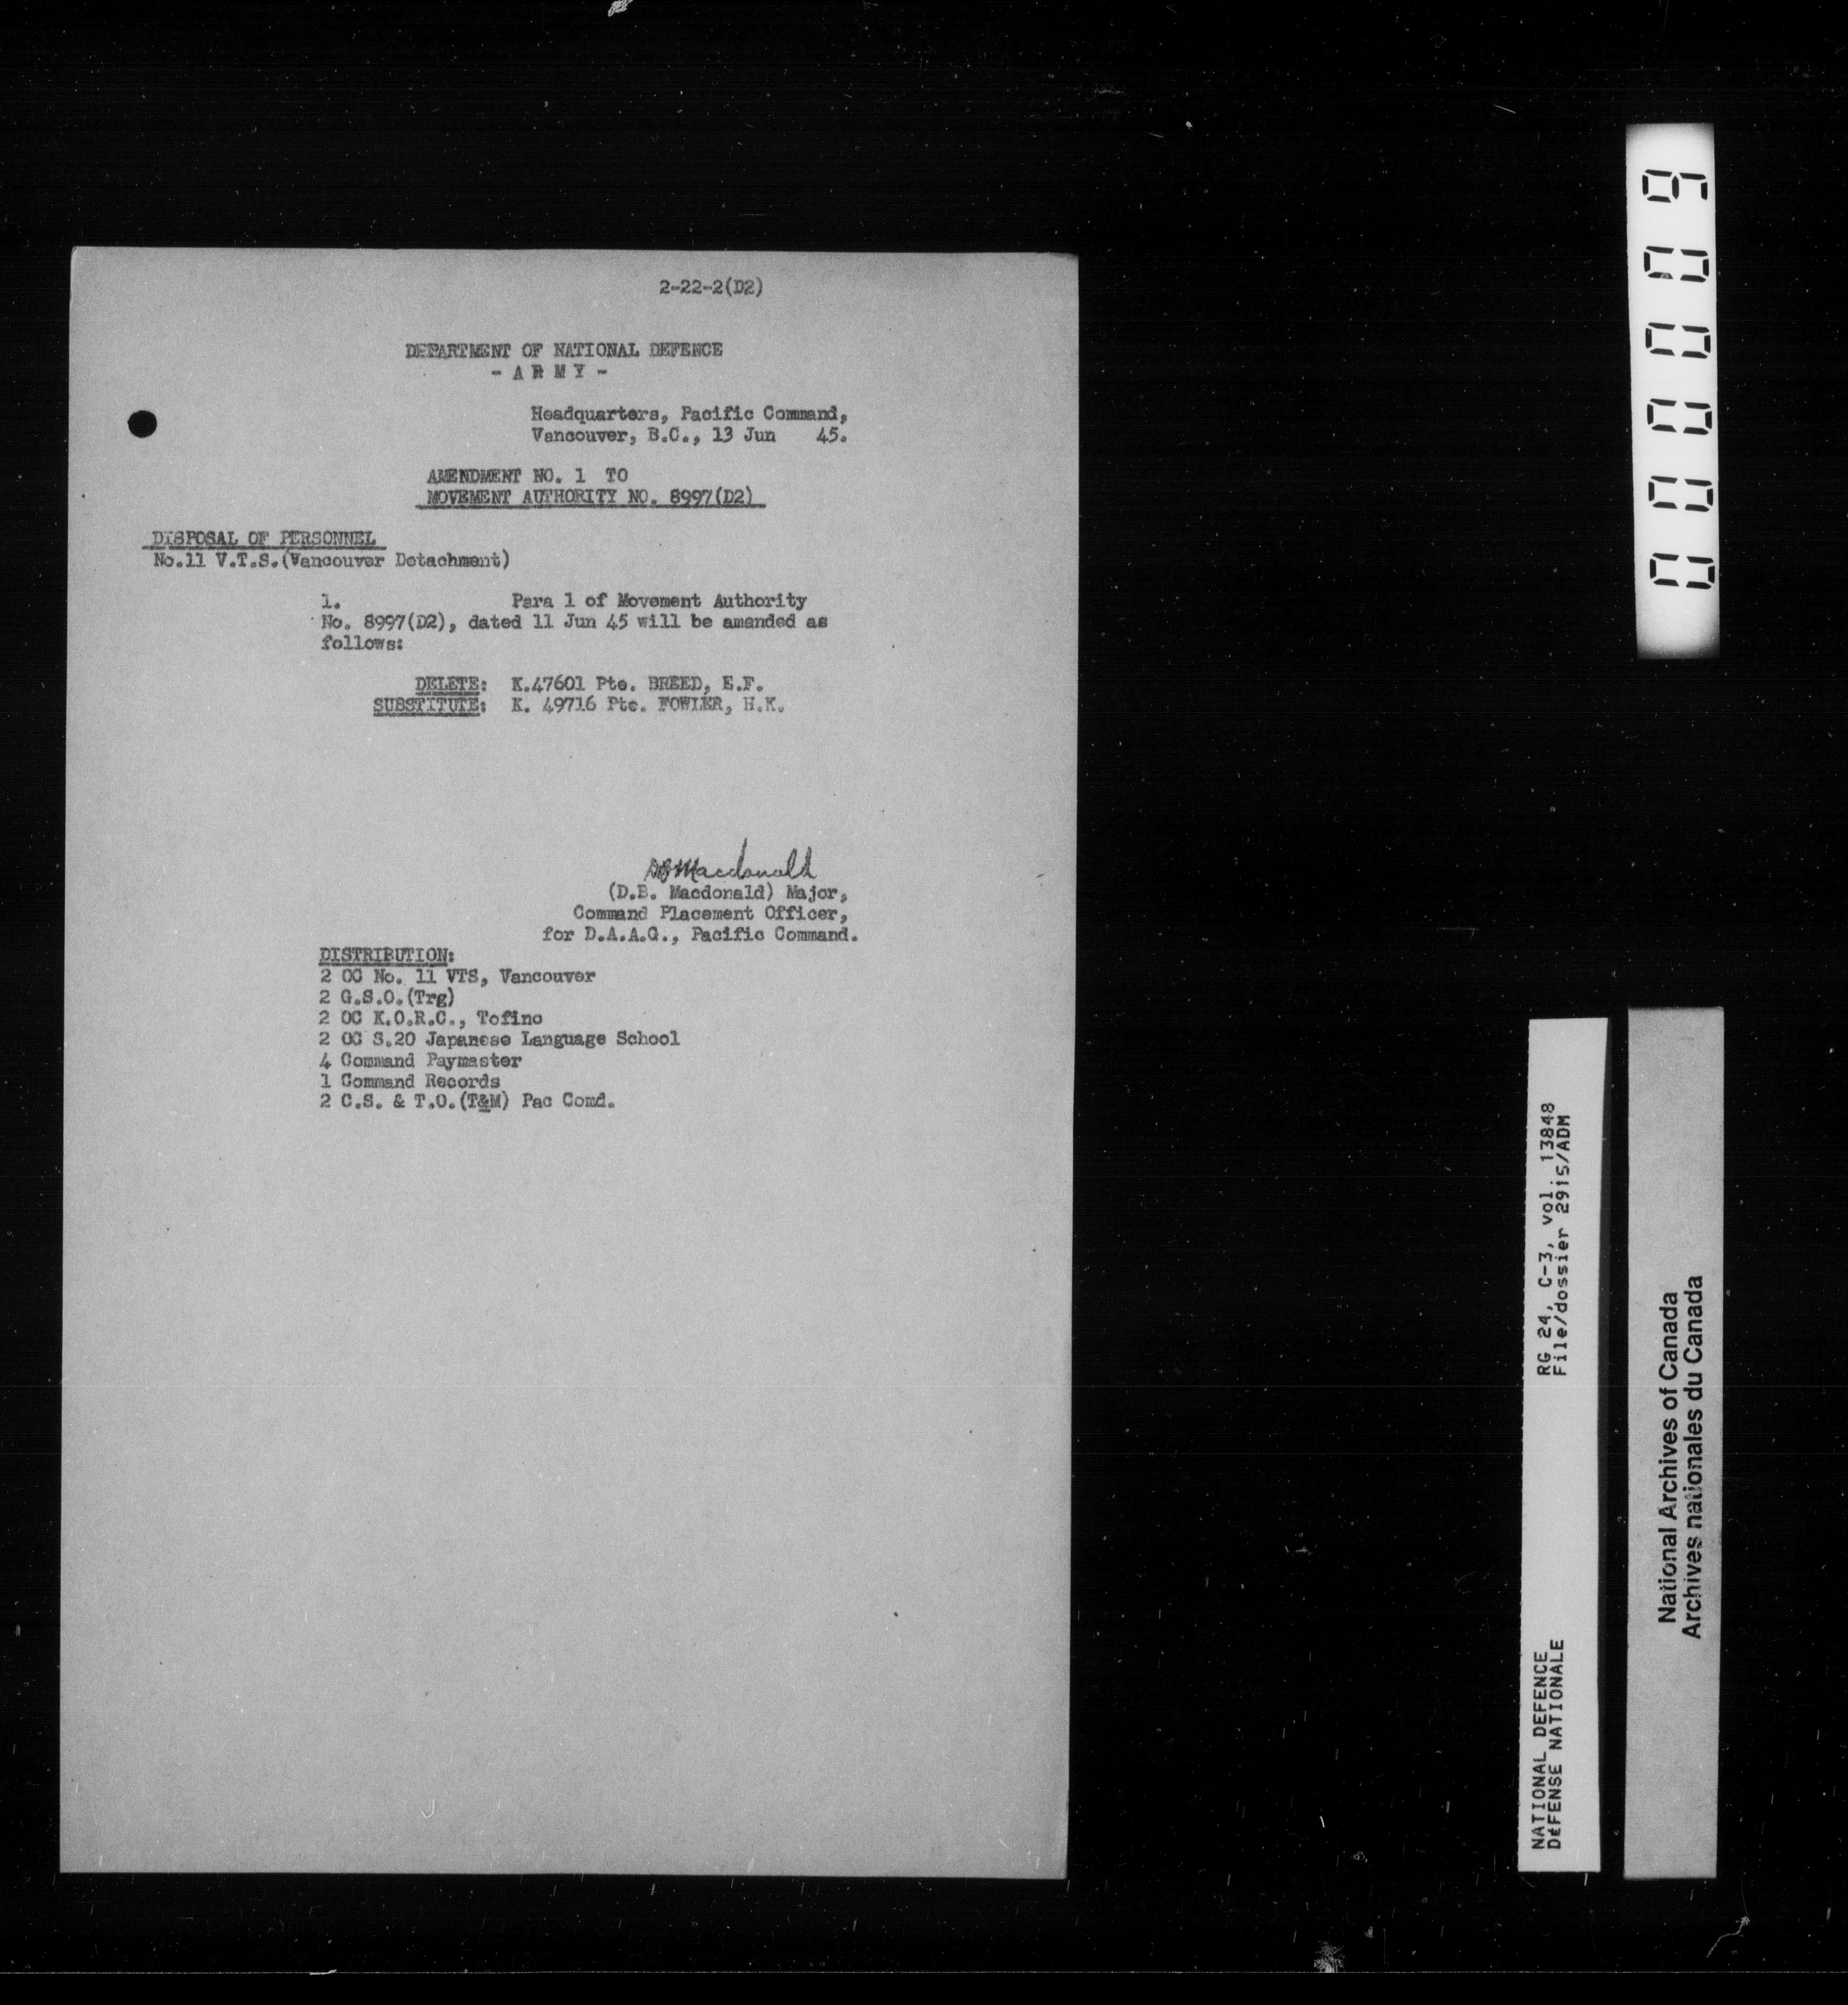 2-22-2(D2)
DEPARTMENT OF NATIONAL DEFENCE
- A R M Y -
Headquarters, Pacific Command,
Vancouver, B.C., 13 Jun 45.
AMENDMENT NO. 1 TO
MOVEMENT AUTHORITY NO. 8997(D2)
DISPOSAL OF PERSONNEL
No.11 V.T.S.(Vancouver Detachment)
1. Para 1 of Movement Authority
No. 8997(D2), dated 11 Jun 45 will be amanded as
follows:
DELETE: K.47601 Pte. BREED, E.F.
SUBSTITUTE: K. 49716 Pte. FOWLER, H.K.
DBMacdonald
(D.B. Macdonald) Major,
Command Placement Officer,
for D.A.A.G., Pacific Command.
DISTRIBUTION:
2 OC No. 11 VTS, Vancouver
2 G.S.O.(Trg)
2 OC K.O.R.C., Tofino
2 OC S.20 Japanese Language School
4 Command Paymaster
1 Command Records
2 C.S. & T.O.(T&M) Pac Comd.
000009
NATIONAL DEFENCE RG 24, C-3, vol. 13848
DÉFENSE NATIONALE File/dossier 2915/ADM
National Archives of Canada
Archives nationales du Canada